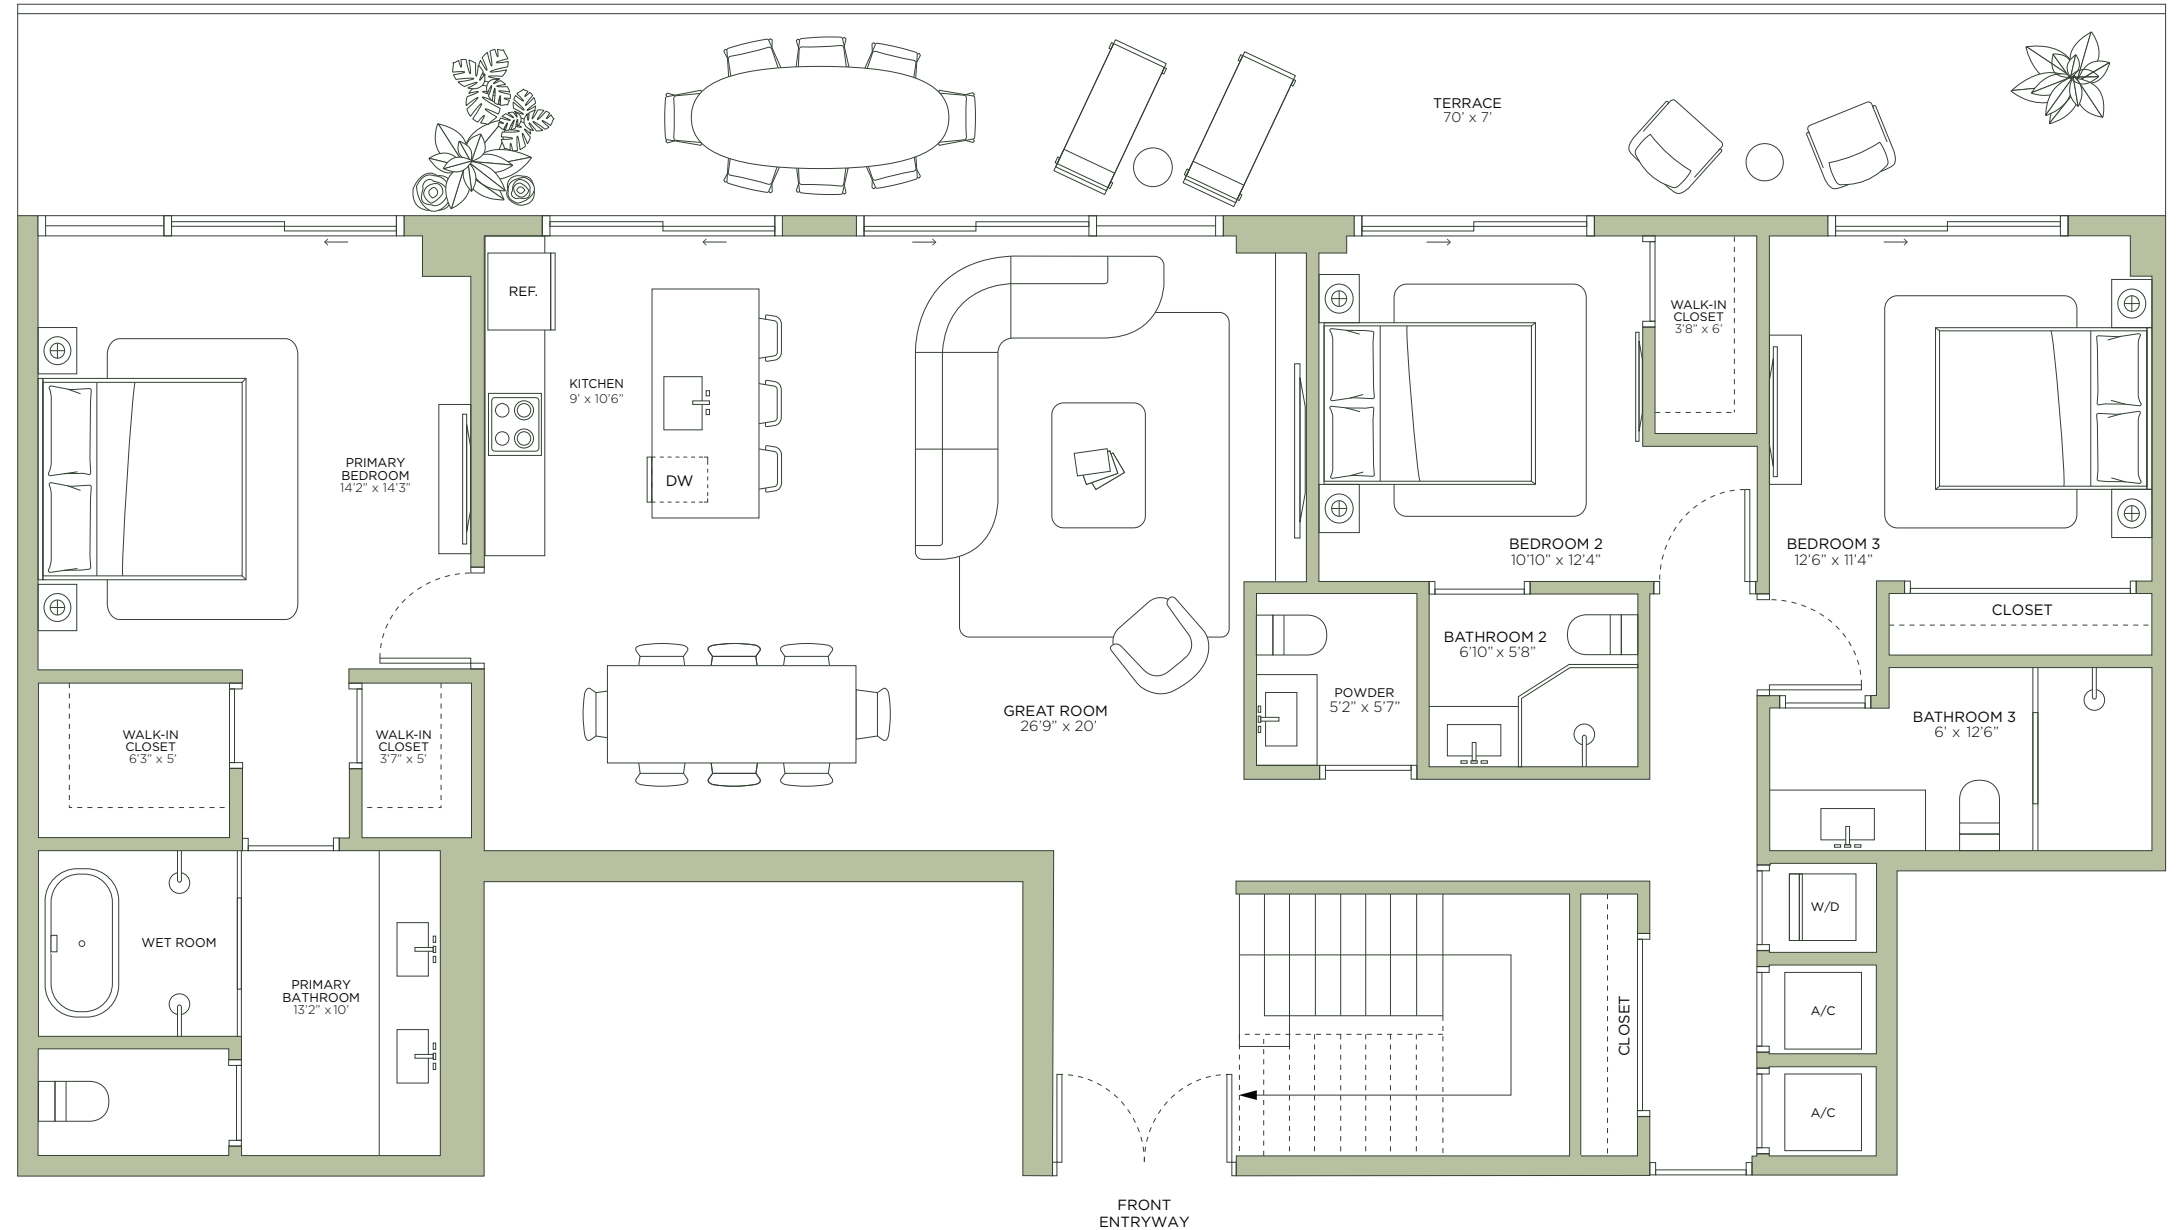 TERRACE
70' x 7'
REF.
KITCHEN
9' x 10'6"
DW
PRIMARY
BEDROOM
14'2" x 14'3"
WALK-IN
CLOSET
3'8" x 6'
BEDROOM 2
10'10" x 12'4"
BEDROOM 3
12'6" x 11'4"
CLOSET
BATHROOM 2
6'10" x 5'8"
POWDER
5'2" x 5'7"
GREAT ROOM
26'9" x 20'
BATHROOM 3
6' x 12'6"
WALK-IN
CLOSET
6'3" x 5'
WALK-IN
CLOSET
3'7" x 5'
WET ROOM
PRIMARY
BATHROOM
13'2" x 10'
W/D
A/C
CLOSET
A/C
FRONT
ENTRYWAY